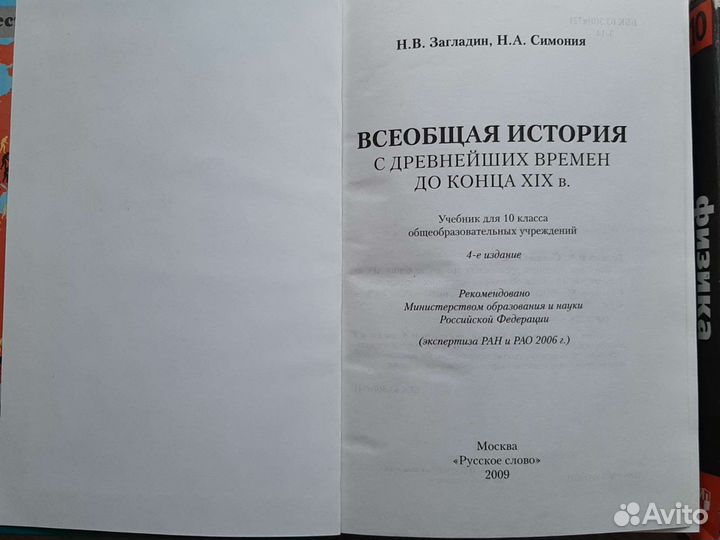 Н.В. Загладин, Н.А. Симония
ВСЕОБЩАЯ ИСТОРИЯ
С ДРЕВНЕЙШИХ ВРЕМЕН
ДО КОНЦА XIX в.
Учебник для 10 класса
общеобразовательных учреждений
4-е издание
Рекомендовано
Министерством образования и науки
Российской Федерации
(экспертиза РАН и РАО 2006 г.)
Москва
«Русское слово»
2009
физика
Avito